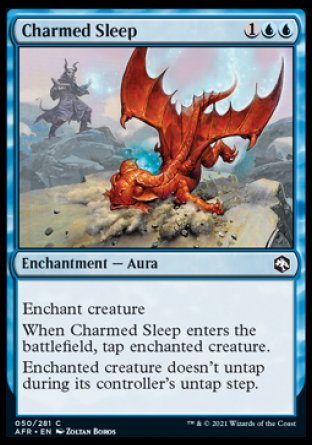 Charmed Sleep 1
Enchantment — Aura
Enchant creature
When Charmed Sleep enters the
battlefield, tap enchanted creature.
Enchanted creature doesn't untap
during its controller's untap step.
050/281 C
AFR • EN Zoltan Boros
™ & © 2021 Wizards of the Coast